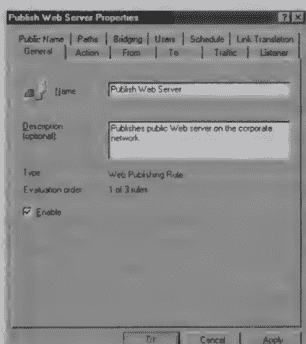 Publish Web Server Properties
Public Name Paths Bridging Users Schedule Link Translation
General Action From To Traffic Listener
Name Publish Web Server
Description (optional): Publishes public Web server on the corporate
network.
Type Web Publishing Rule
Evaluation order 1 of 3 rules
Enable
Cancel Apply